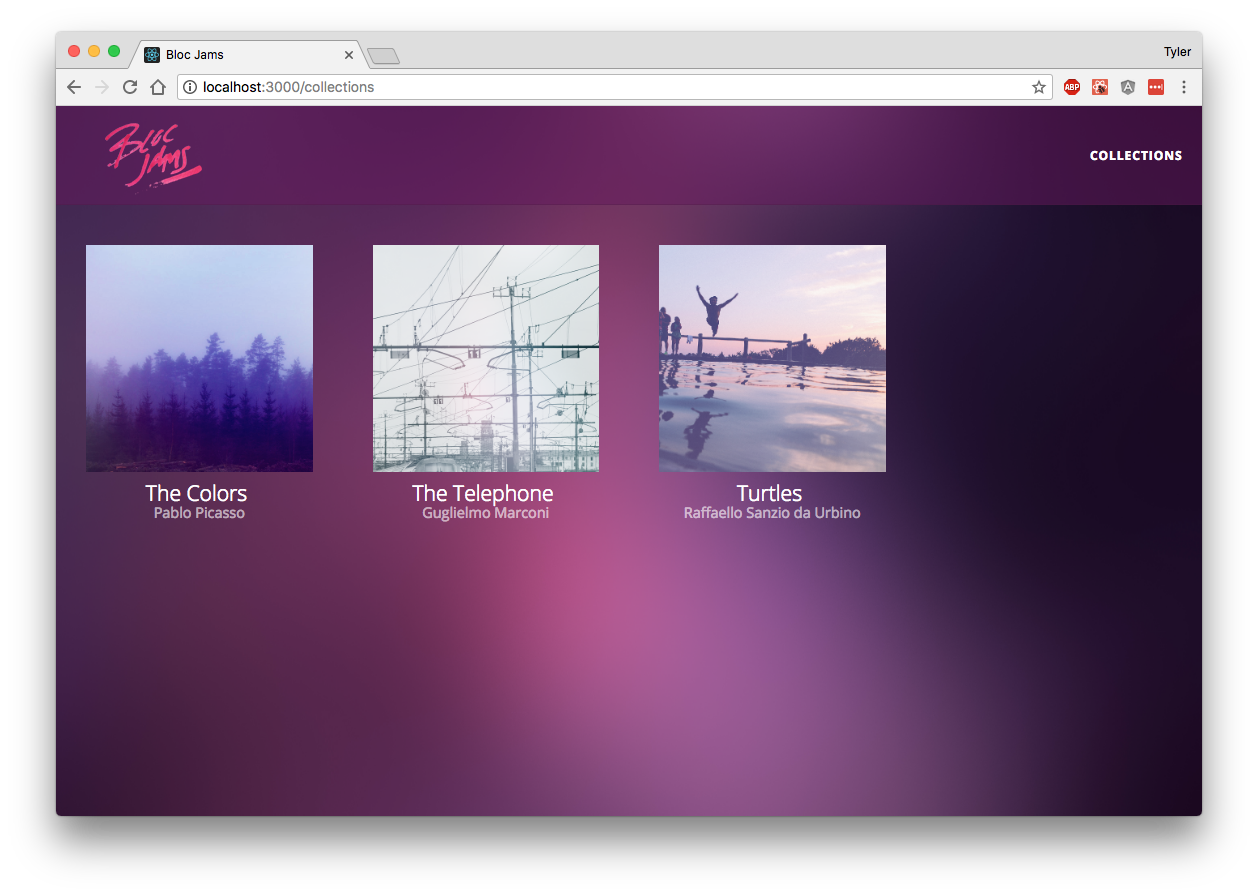 Bloc Jams
Tyler
localhost:3000/collections
ABP
A
BLOC
JAMS
COLLECTIONS
The Colors
Pablo Picasso
The Telephone
Guglielmo Marconi
Turtles
Raffaello Sanzio da Urbino